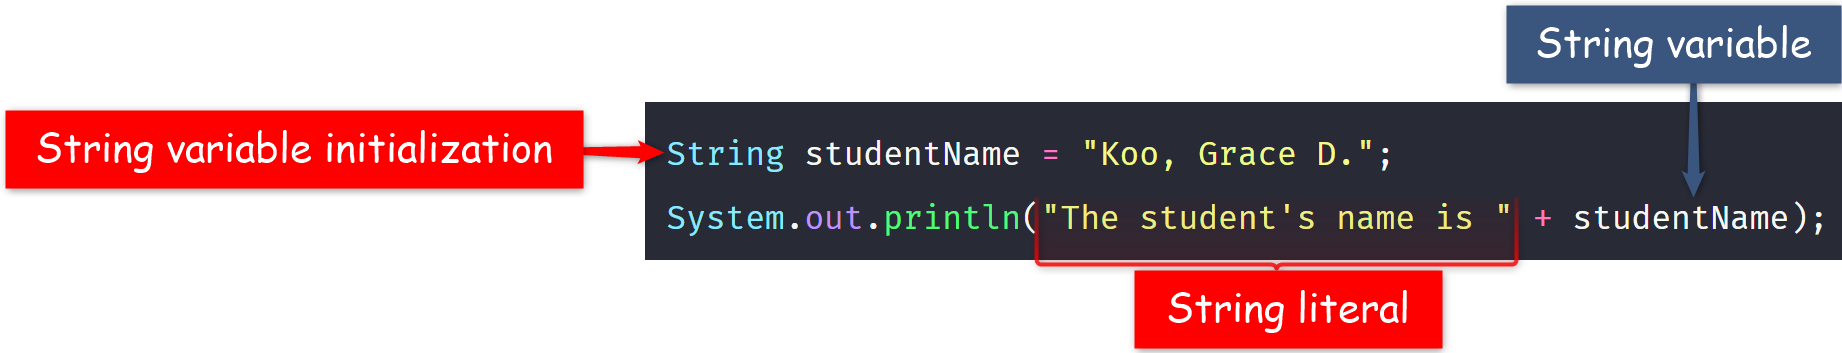 String variable
String variable initialization
String studentName = "Koo, Grace D.";
System.out.println("The student's name is " + studentName);
String literal